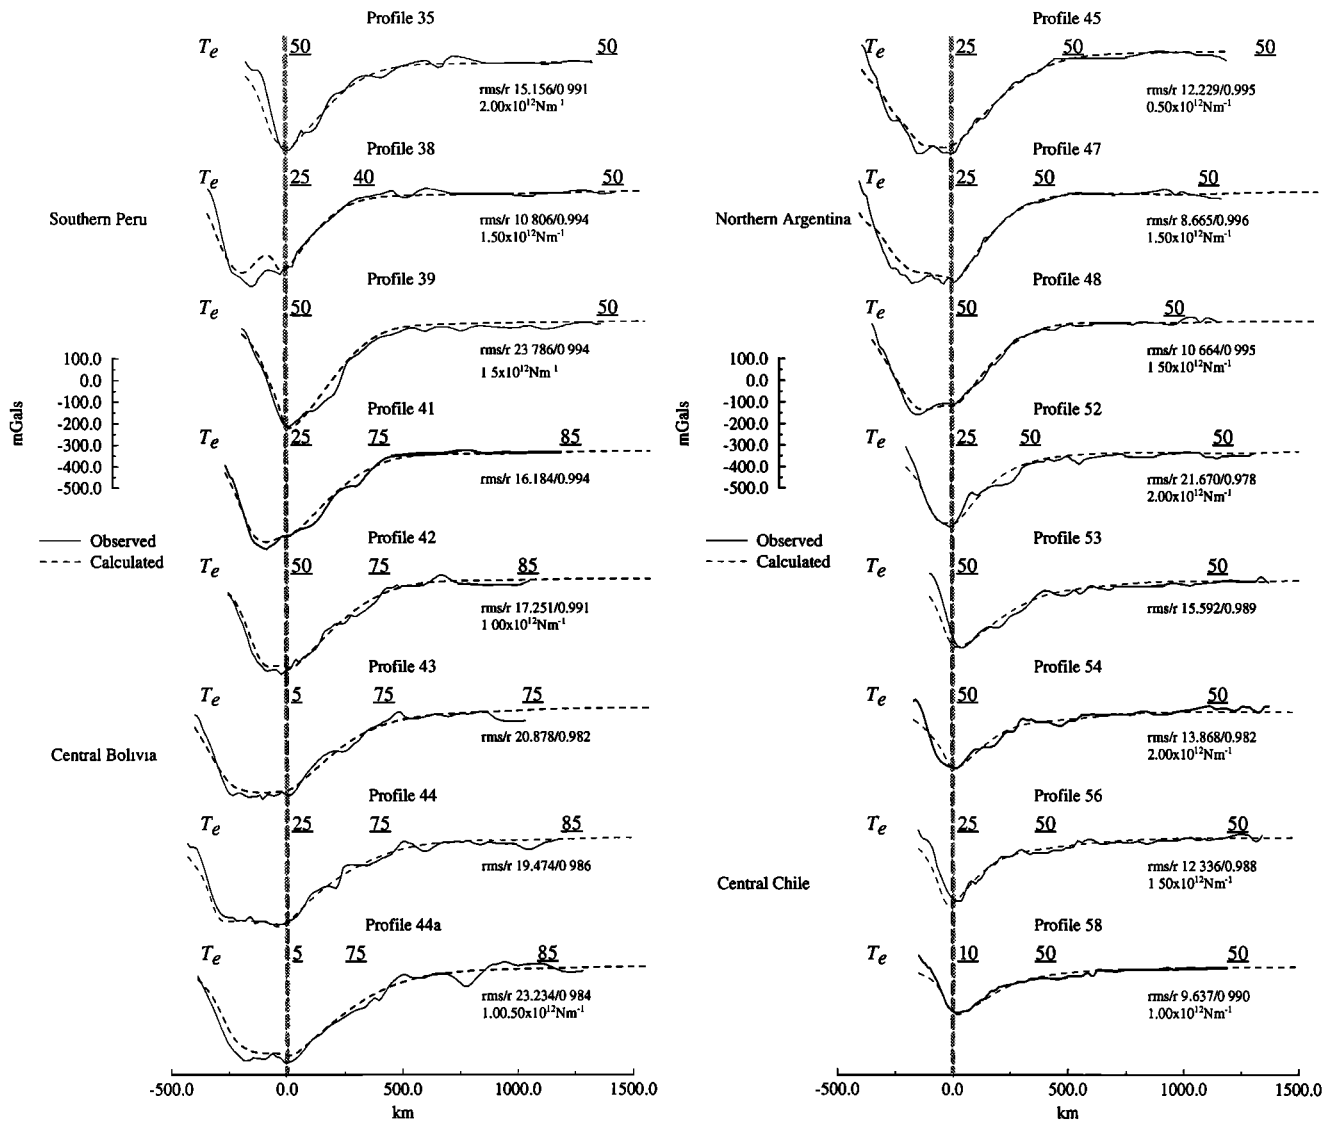 Profile 35
Te 50 50
rms/r 15.156/0 991
2.00x10¹²Nm⁻¹
Profile 38
Te 25 40 50
Southern Peru
rms/r 10 806/0.994
1.50x10¹²Nm⁻¹
Profile 39
Te 50 50
rms/r 23 786/0 994
1 5x10¹²Nm⁻¹
100.0
0.0
-100.0
-200.0
-300.0
-400.0
-500.0
mGals
Profile 41
Te 25 75 85
rms/r 16.184/0.994
Observed
Calculated
Profile 42
Te 50 75 85
rms/r 17.251/0.991
1 00x10¹²Nm⁻¹
Profile 43
Te 5 75 75
rms/r 20.878/0.982
Central Bolivia
Profile 44
Te 25 75 85
rms/r 19.474/0 986
Profile 44a
Te 5 75 85
rms/r 23.234/0 984
1.00.50x10¹²Nm⁻¹
-500.0 0.0 500.0 1000.0 1500.0
km
Profile 45
Te 25 50 50
rms/r 12.229/0.995
0.50x10¹²Nm⁻¹
Profile 47
Te 25 50 50
Northern Argentina
rms/r 8.665/0.996
1.50x10¹²Nm⁻¹
Profile 48
Te 50 50
rms/r 10 664/0.995
1 50x10¹²Nm⁻¹
100.0
0.0
-100.0
-200.0
-300.0
-400.0
-500.0
mGals
Profile 52
Te 25 50 50
rms/r 21.670/0.978
2.00x10¹²Nm⁻¹
Observed
Calculated
Profile 53
Te 50 50
rms/r 15.592/0.989
Profile 54
Te 50 50
rms/r 13.868/0.982
2.00x10¹²Nm⁻¹
Profile 56
Te 25 50 50
rms/r 12 336/0.988
1 50x10¹²Nm⁻¹
Central Chile
Profile 58
Te 10 50 50
rms/r 9.637/0 990
1.00x10¹²Nm⁻¹
-500.0 0.0 500.0 1000.0 1500.0
km